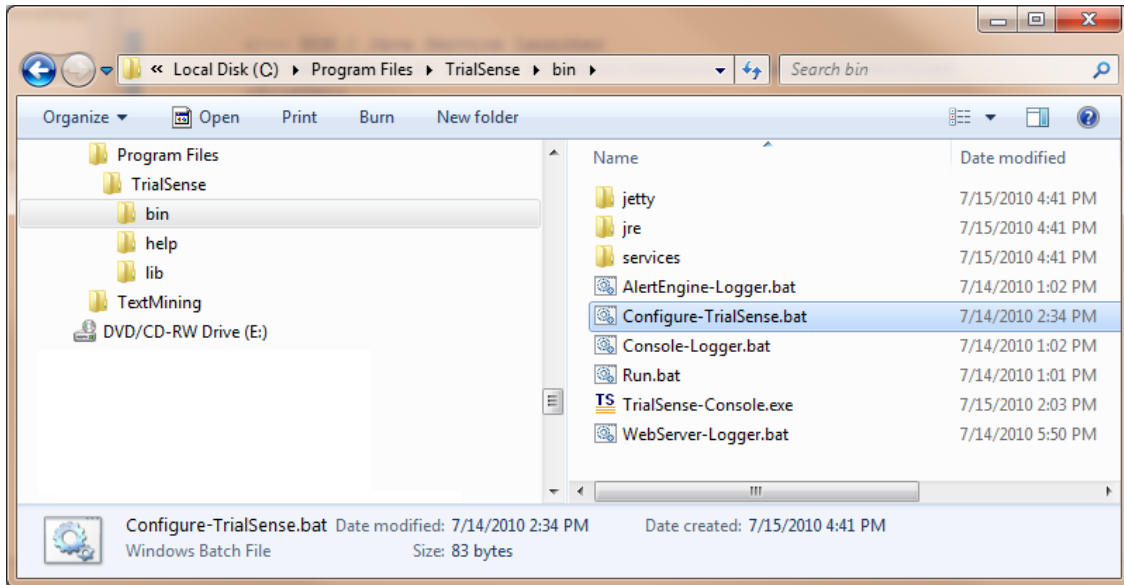 « Local Disk (C) ▸ Program Files ▸ TrialSense ▸ bin ▸ Search bin
Organize Open Print Burn New folder
Program Files
TrialSense
bin
help
lib
TextMining
DVD/CD-RW Drive (E:)
Name Date modified
jetty 7/15/2010 4:41 PM
jre 7/15/2010 4:41 PM
services 7/15/2010 4:41 PM
AlertEngine-Logger.bat 7/14/2010 1:02 PM
Configure-TrialSense.bat 7/14/2010 2:34 PM
Console-Logger.bat 7/14/2010 1:02 PM
Run.bat 7/14/2010 1:01 PM
TS TrialSense-Console.exe 7/15/2010 2:03 PM
WebServer-Logger.bat 7/14/2010 5:50 PM
Configure-TrialSense.bat Date modified: 7/14/2010 2:34 PM Date created: 7/15/2010 4:41 PM
Windows Batch File Size: 83 bytes